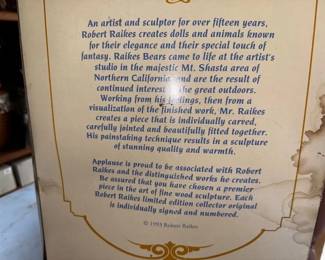 An artist and sculptor for over fifteen years,
Robert Raikes creates dolls and animals known
for their elegance and their special touch of
fantasy. Raikes Bears came to life at the artist's
studio in the majestic Mt. Shasta area of
Northern California and are the result of
continued interest in the great outdoors.
Working from his feelings, then from a
visualization of the finished work, Mr. Raikes
creates a piece that is individually carved,
carefully jointed and beautifully fitted together.
His painstaking technique results in a sculpture
of stunning quality and warmth.
Applause is proud to be associated with Robert
Raikes and the distinguished works he creates.
Be assured that you have chosen a premier
piece in the art of fine wood sculpture. Each
Robert Raikes limited edition collector original
is individually signed and numbered.
© 1993 Robert Raikes